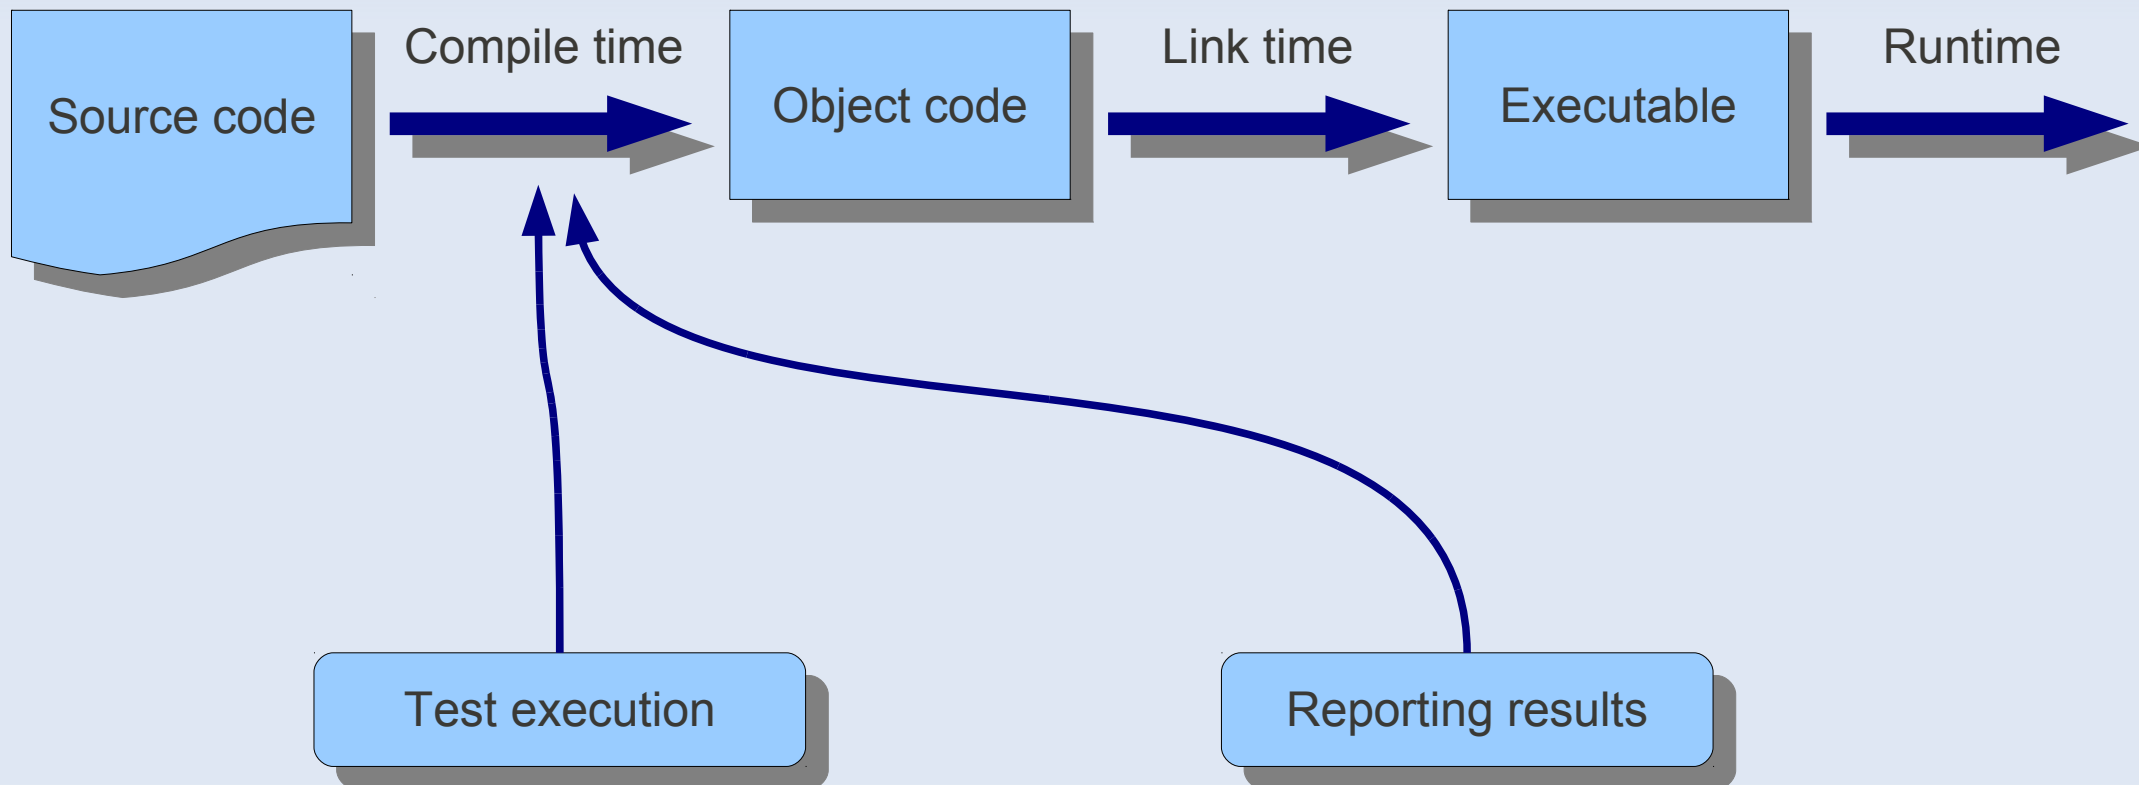 Source code
Compile time
Object code
Link time
Executable
Runtime
Test execution
Reporting results